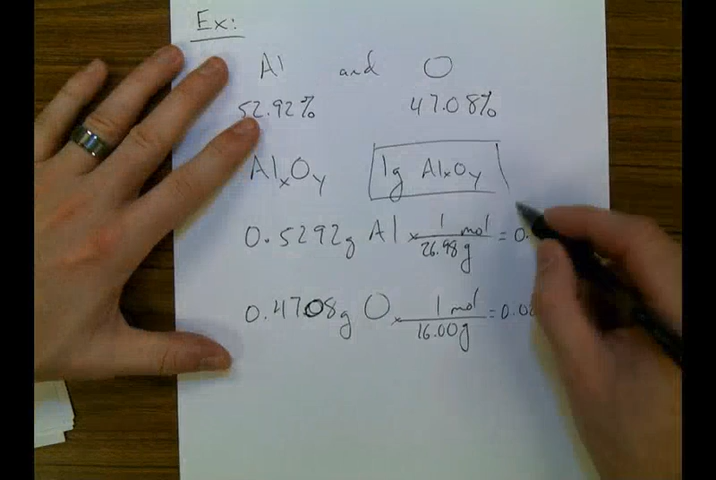 Ex:
Al and O
52.92% 47.08%
AlxOy 1g AlxOy
0.5292g Al x 1 mol / 26.98g = 0.
0.4708g O x 1 mol / 16.00g = 0.0